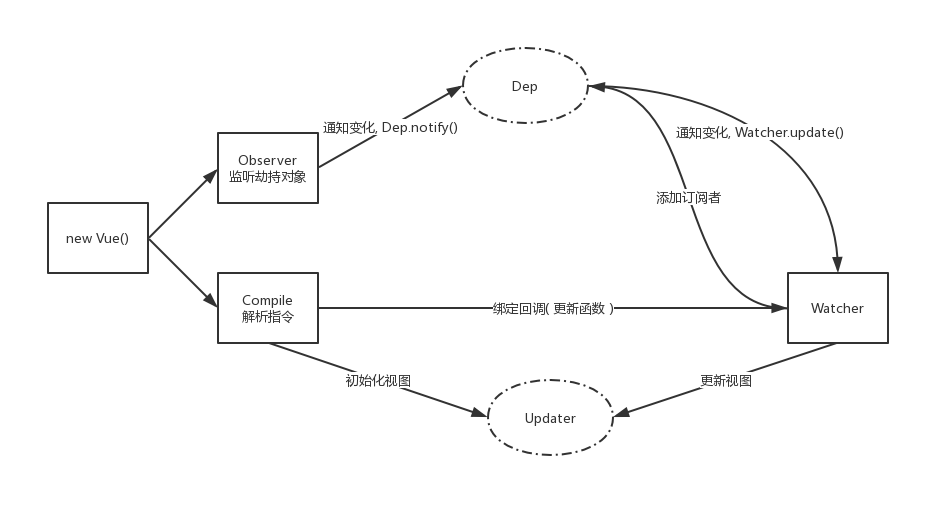 Dep
通知变化, Dep.notify()
通知变化, Watcher.update()
Observer
监听劫持对象
添加订阅者
new Vue()
Compile
解析指令
绑定回调( 更新函数 )
Watcher
初始化视图
更新视图
Updater